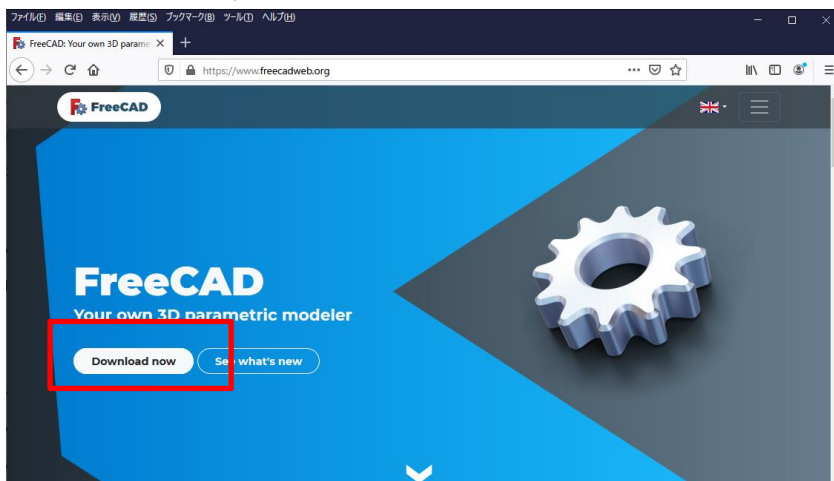 ファイル(F) 編集(E) 表示(V) 履歴(S) ブックマーク(B) ツール(T) ヘルプ(H)
FreeCAD: Your own 3D parame
https://www.freecadweb.org
FreeCAD
FreeCAD
Your own 3D parametric modeler
Download now
See what's new